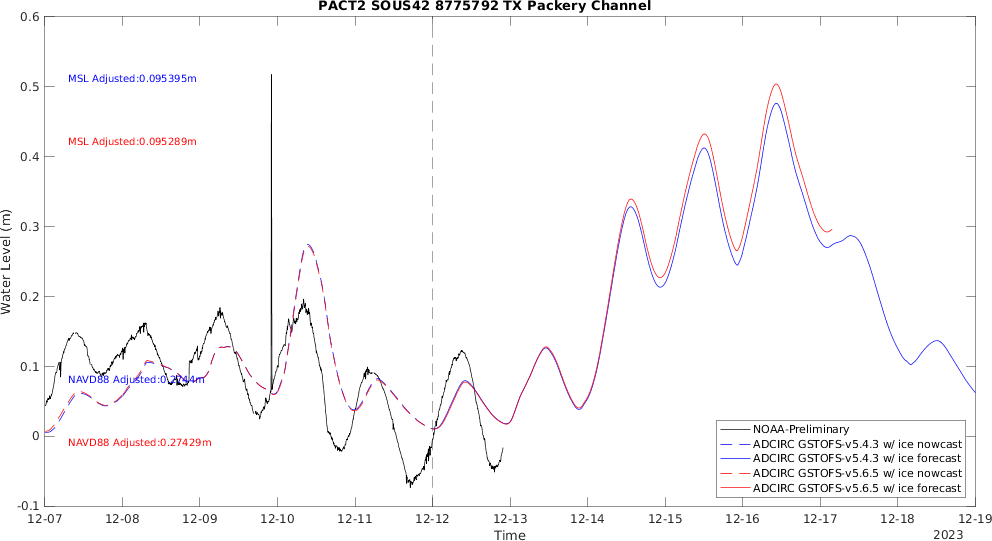 PACT2 SOUS42 8775792 TX Packery Channel
0.6
0.5
0.4
0.3
0.2
0.1
0
-0.1
Water Level (m)
MSL Adjusted:0.095395m
MSL Adjusted:0.095289m
NAVD88 Adjusted:0.2744m
NAVD88 Adjusted:0.27429m
NOAA-Preliminary
ADCIRC GSTOFS-v5.4.3 w/ ice nowcast
ADCIRC GSTOFS-v5.4.3 w/ ice forecast
ADCIRC GSTOFS-v5.6.5 w/ ice nowcast
ADCIRC GSTOFS-v5.6.5 w/ ice forecast
12-07 12-08 12-09 12-10 12-11 12-12 12-13 12-14 12-15 12-16 12-17 12-18 12-19
Time
2023